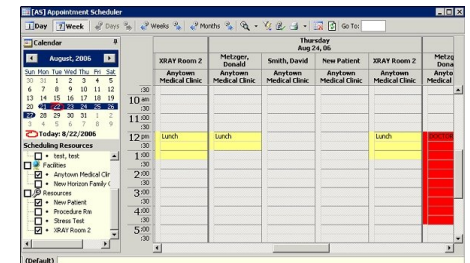 [AS] Appointment Scheduler
Day Week Days Weeks Months Go To:
Calendar
August, 2006
Sun Mon Tue Wed Thu Fri Sat
30 31 1 2 3 4 5
6 7 8 9 10 11 12
13 14 15 16 17 18 19
20 21 22 23 24 25 26
27 28 29 30 31 1 2
3 4 5 6 7 8 9
Today: 8/22/2006
Scheduling Resources
test, test
Facilities
Anytown Medical Clir
New Horizon Family
Resources
New Patient
Procedure Rm
Stress Test
XRAY Room 2
(Default)
Thursday
Aug 24, 06
XRAY Room 2
Metzger, Donald
Smith, David
New Patient
XRAY Room 2
Metzg
Dona
Anytown Medical Clinic
Anytown Medical Clinic
Anytown Medical Clinic
Anytown Medical Clinic
Anytown Medical Clinic
Anyto
Medical
:30
10 am
:30
11:00
:30
12 pm Lunch Lunch Lunch DOCTOR
:30
1:00
:30
2:00
:30
3:00
:30
4:00
:30
5:00
:30